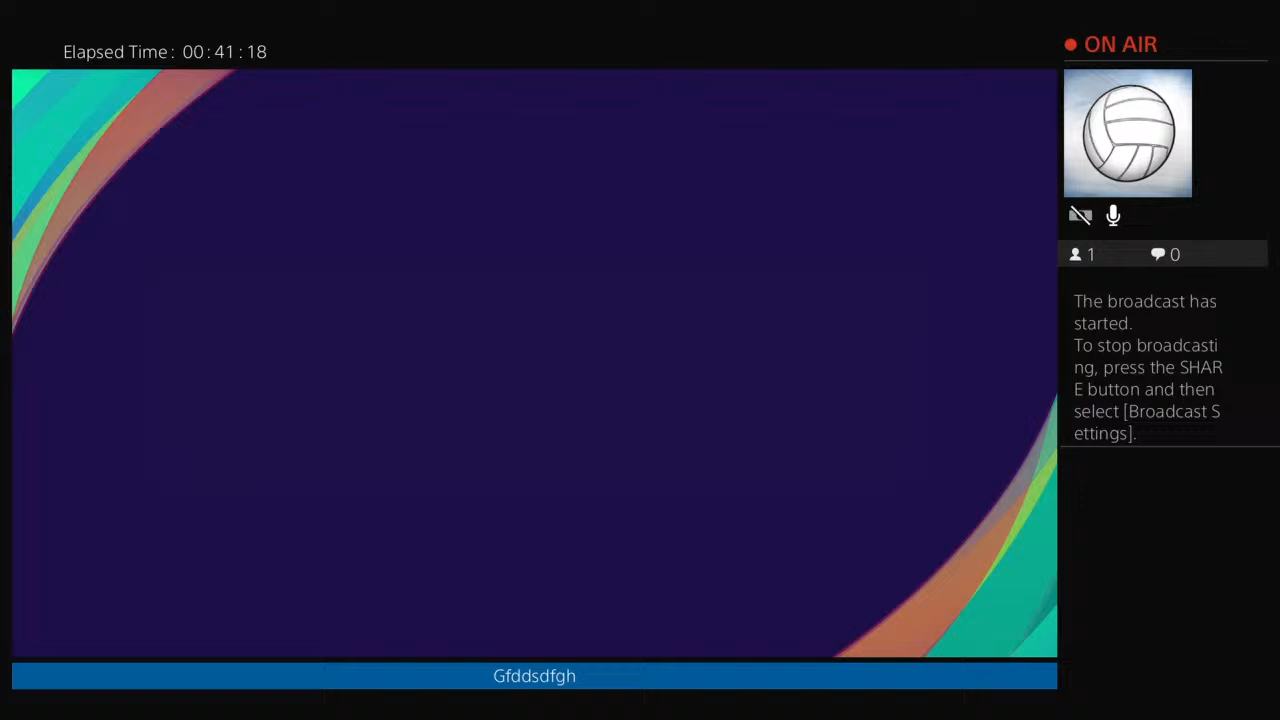 Elapsed Time: 00:41:18
ON AIR
1 0
The broadcast has
started.
To stop broadcasti
ng, press the SHAR
E button and then
select [Broadcast S
ettings].
Gfddsdfgh